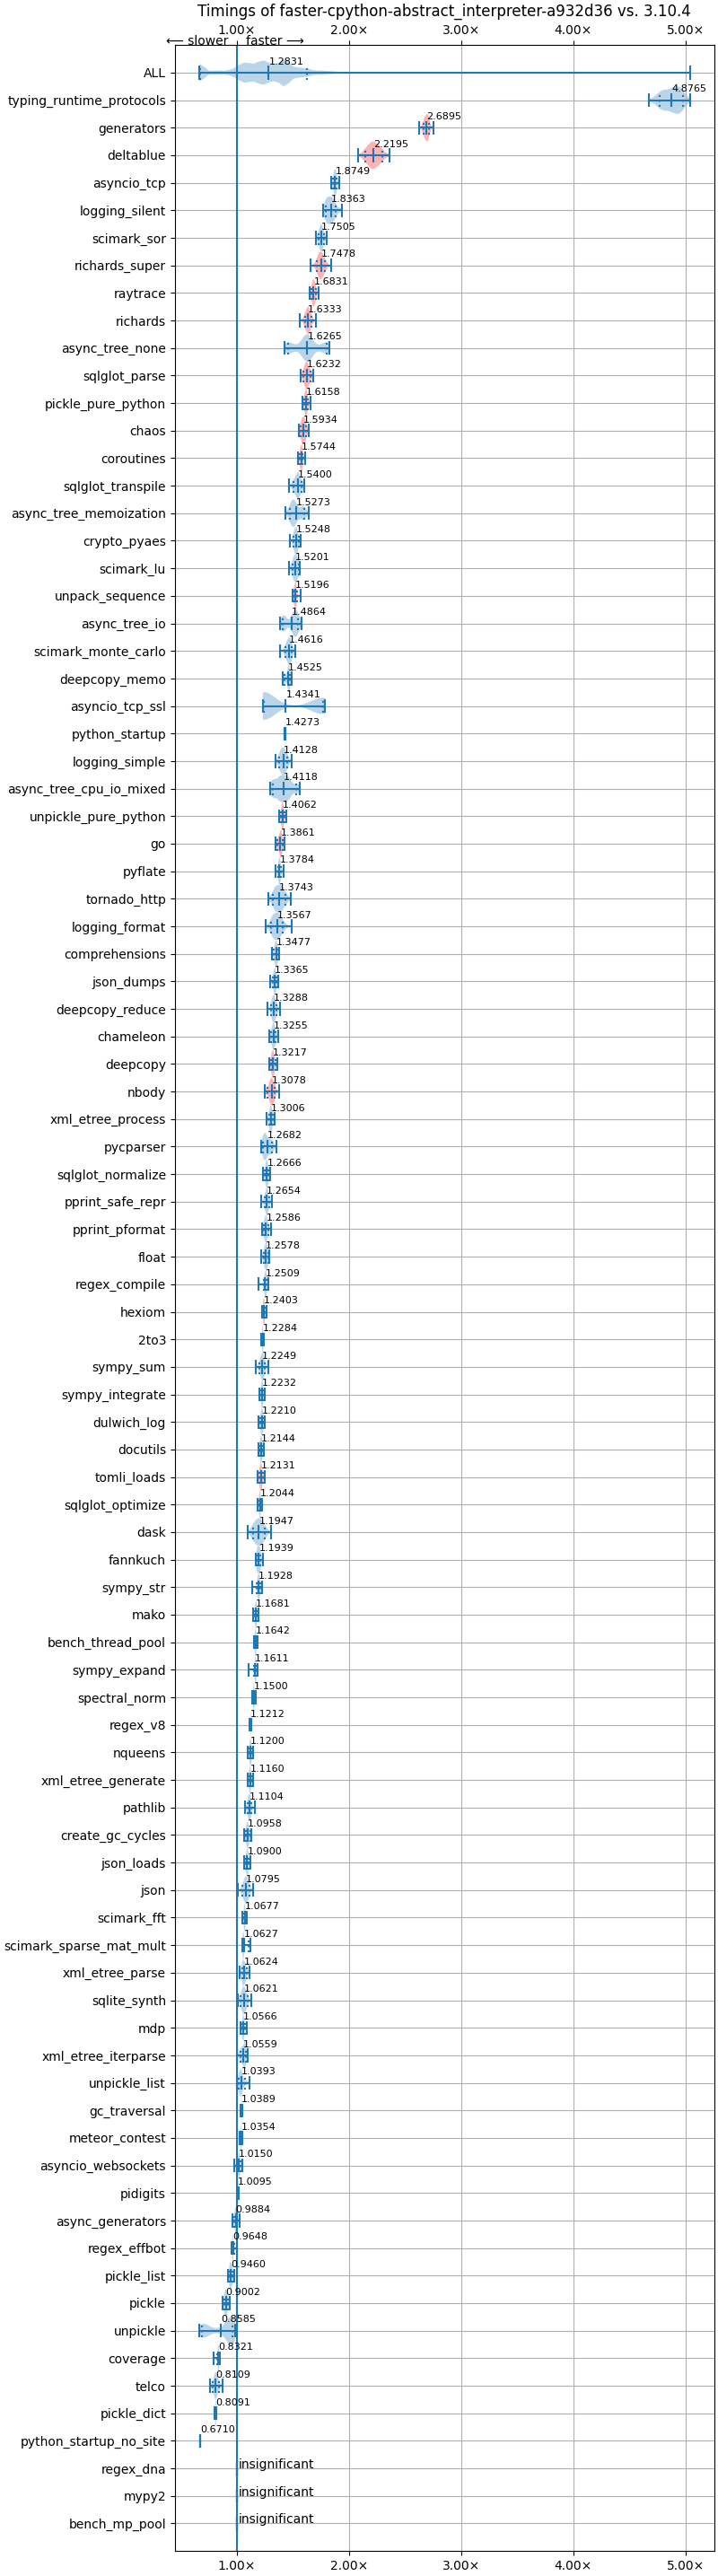 Timings of faster-cpython-abstract_interpreter-a932d36 vs. 3.10.4
1.00× 2.00× 3.00× 4.00× 5.00×
⟵ slower faster ⟶
ALL 1.2831
typing_runtime_protocols 4.8765
generators 2.6895
deltablue 2.2195
asyncio_tcp 1.8749
logging_silent 1.8363
scimark_sor 1.7505
richards_super 1.7478
raytrace 1.6831
richards 1.6333
async_tree_none 1.6265
sqlglot_parse 1.6232
pickle_pure_python 1.6158
chaos 1.5934
coroutines 1.5744
sqlglot_transpile 1.5400
async_tree_memoization 1.5273
crypto_pyaes 1.5248
scimark_lu 1.5201
unpack_sequence 1.5196
async_tree_io 1.4864
scimark_monte_carlo 1.4616
deepcopy_memo 1.4525
asyncio_tcp_ssl 1.4341
python_startup 1.4273
logging_simple 1.4128
async_tree_cpu_io_mixed 1.4118
unpickle_pure_python 1.4062
go 1.3861
pyflate 1.3784
tornado_http 1.3743
logging_format 1.3567
comprehensions 1.3477
json_dumps 1.3365
deepcopy_reduce 1.3288
chameleon 1.3255
deepcopy 1.3217
nbody 1.3078
xml_etree_process 1.3006
pycparser 1.2682
sqlglot_normalize 1.2666
pprint_safe_repr 1.2654
pprint_pformat 1.2586
float 1.2578
regex_compile 1.2509
hexiom 1.2403
2to3 1.2284
sympy_sum 1.2249
sympy_integrate 1.2232
dulwich_log 1.2210
docutils 1.2144
tomli_loads 1.2131
sqlglot_optimize 1.2044
dask 1.1947
fannkuch 1.1939
sympy_str 1.1928
mako 1.1681
bench_thread_pool 1.1642
sympy_expand 1.1611
spectral_norm 1.1500
regex_v8 1.1212
nqueens 1.1200
xml_etree_generate 1.1160
pathlib 1.1104
create_gc_cycles 1.0958
json_loads 1.0900
json 1.0795
scimark_fft 1.0677
scimark_sparse_mat_mult 1.0627
xml_etree_parse 1.0624
sqlite_synth 1.0621
mdp 1.0566
xml_etree_iterparse 1.0559
unpickle_list 1.0393
gc_traversal 1.0389
meteor_contest 1.0354
asyncio_websockets 1.0150
pidigits 1.0095
async_generators 0.9884
regex_effbot 0.9648
pickle_list 0.9460
pickle 0.9002
unpickle 0.8585
coverage 0.8321
telco 0.8109
pickle_dict 0.8091
python_startup_no_site 0.6710
regex_dna insignificant
mypy2 insignificant
bench_mp_pool insignificant
1.00× 2.00× 3.00× 4.00× 5.00×